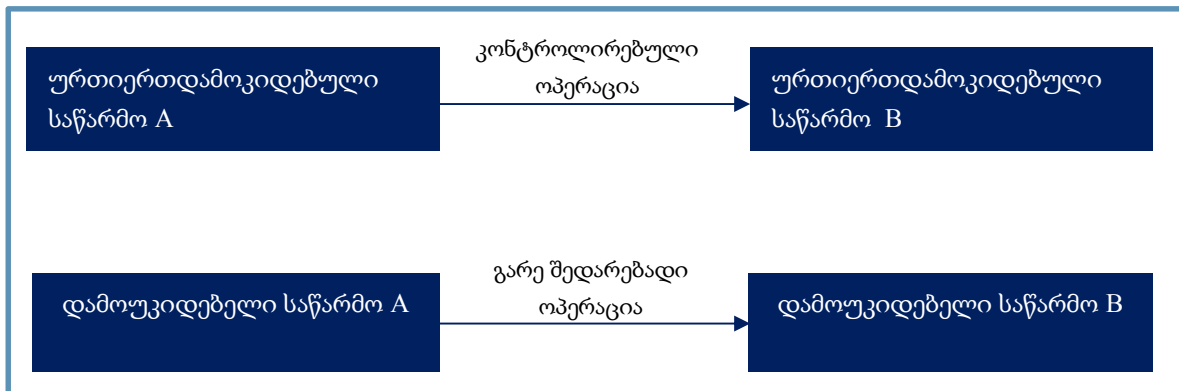 ურთიერთდამოკიდებული
საწარმო A
კონტროლირებული
ოპერაცია
ურთიერთდამოკიდებული
საწარმო B
დამოუკიდებელი საწარმო A
გარე შედარებადი
ოპერაცია
დამოუკიდებელი საწარმო B